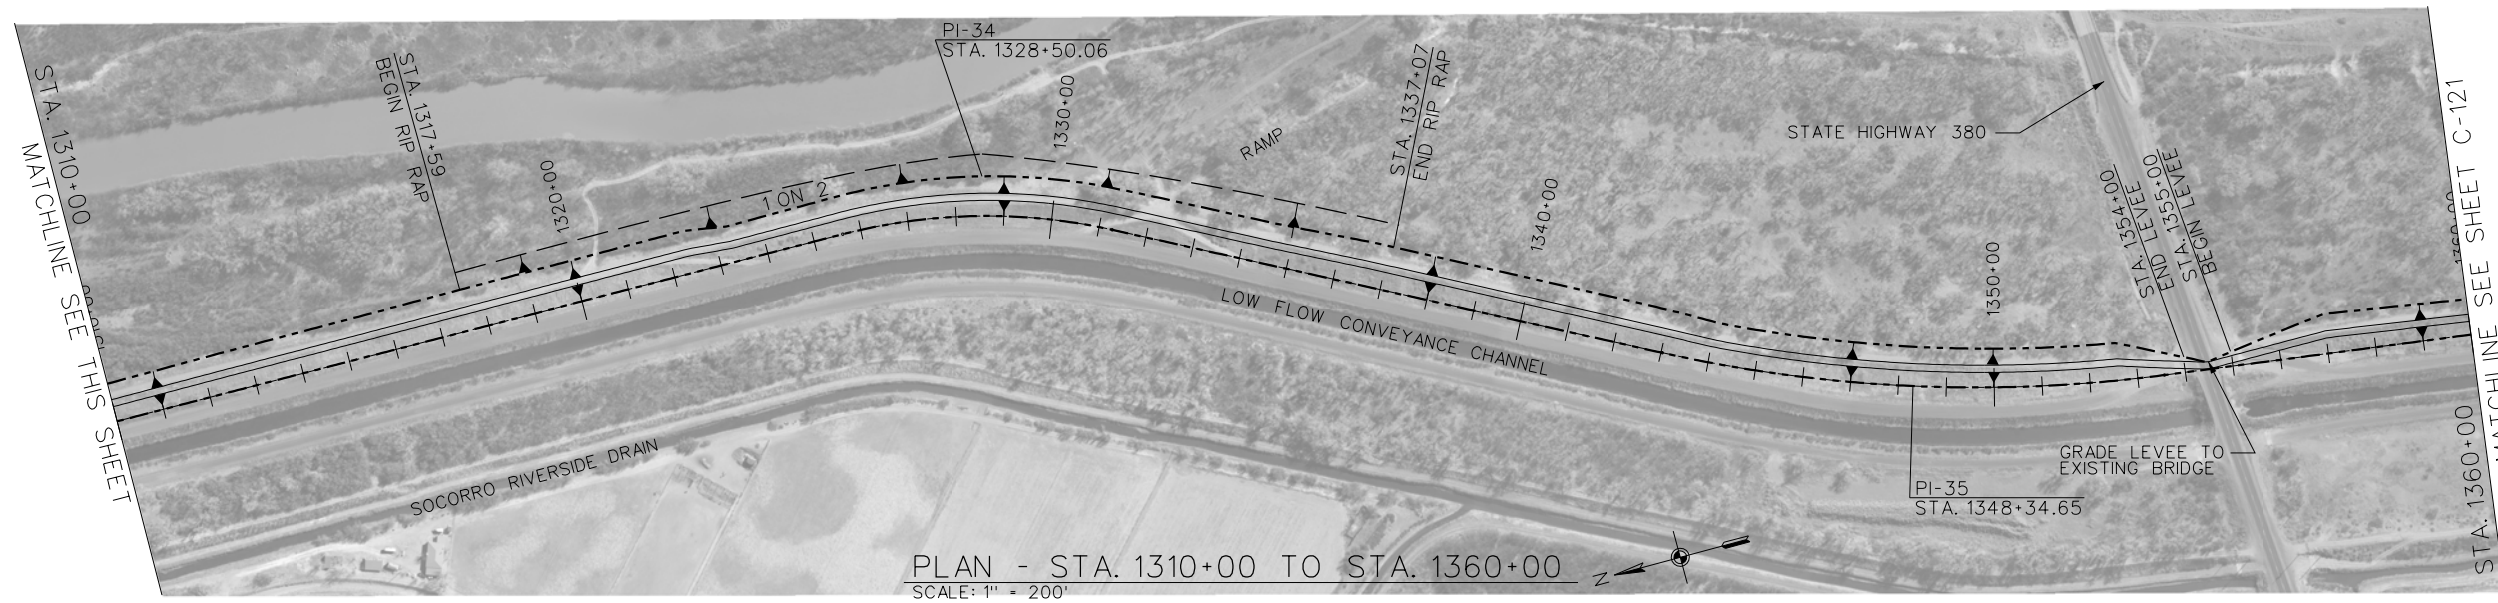 STA. 1310+00
MATCHLINE SEE THIS SHEET
STA. 1317+59
BEGIN RIP RAP
1320+00
1 ON 2
PI-34
STA. 1328+50.06
1330+00
RAMP
STA. 1337+07
END RIP RAP
1340+00
STATE HIGHWAY 380
1350+00
STA. 1354+00
END LEVEE
STA. 1355+00
BEGIN LEVEE
MATCHLINE SEE SHEET C-121
STA. 1360+00
LOW FLOW CONVEYANCE CHANNEL
SOCORRO RIVERSIDE DRAIN
GRADE LEVEE TO
EXISTING BRIDGE
PI-35
STA. 1348+34.65
N
PLAN - STA. 1310+00 TO STA. 1360+00
SCALE: 1" = 200'